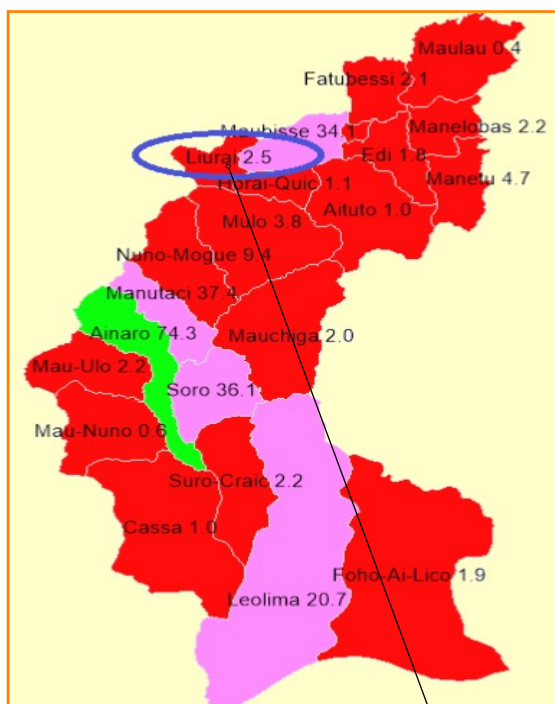 Maulau 0.4
Fatubessi 2.1
Maubisse 34.1
Manelobas 2.2
Liurai 2.5
Edi 1.8
Horai-Quic 1.1
Manetu 4.7
Aituto 1.0
Mulo 3.8
Nuno-Mogue 9.4
Manutaci 37.4
Ainaro 74.3
Mauchiga 2.0
Mau-Ulo 2.2
Soro 36.1
Mau-Nuno 0.6
Suro-Craic 2.2
Cassa 1.0
Foho-Ai-Lico 1.9
Leolima 20.7